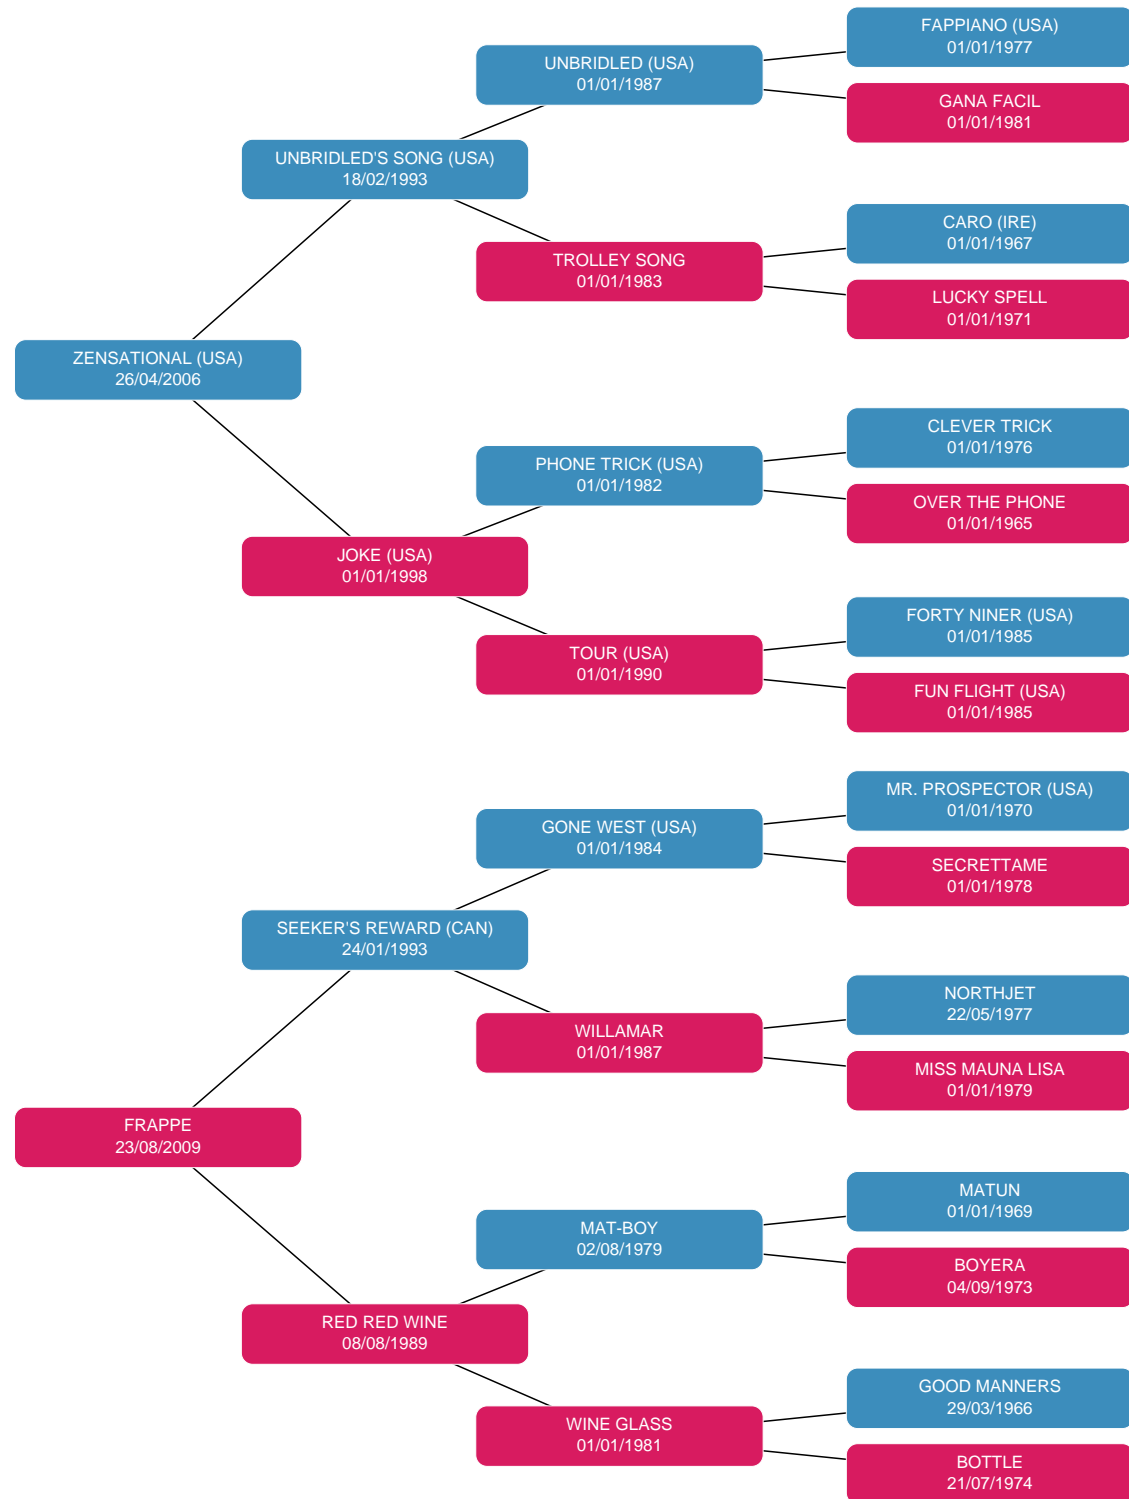 FAPPIANO (USA)
01/01/1977
UNBRIDLED (USA)
01/01/1987
GANA FACIL
01/01/1981
UNBRIDLED'S SONG (USA)
18/02/1993
CARO (IRE)
01/01/1967
TROLLEY SONG
01/01/1983
LUCKY SPELL
01/01/1971
ZENSATIONAL (USA)
26/04/2006
CLEVER TRICK
01/01/1976
PHONE TRICK (USA)
01/01/1982
OVER THE PHONE
01/01/1965
JOKE (USA)
01/01/1998
FORTY NINER (USA)
01/01/1985
TOUR (USA)
01/01/1990
FUN FLIGHT (USA)
01/01/1985
MR. PROSPECTOR (USA)
01/01/1970
GONE WEST (USA)
01/01/1984
SECRETTAME
01/01/1978
SEEKER'S REWARD (CAN)
24/01/1993
NORTHJET
22/05/1977
WILLAMAR
01/01/1987
MISS MAUNA LISA
01/01/1979
FRAPPE
23/08/2009
MATUN
01/01/1969
MAT-BOY
02/08/1979
BOYERA
04/09/1973
RED RED WINE
08/08/1989
GOOD MANNERS
29/03/1966
WINE GLASS
01/01/1981
BOTTLE
21/07/1974